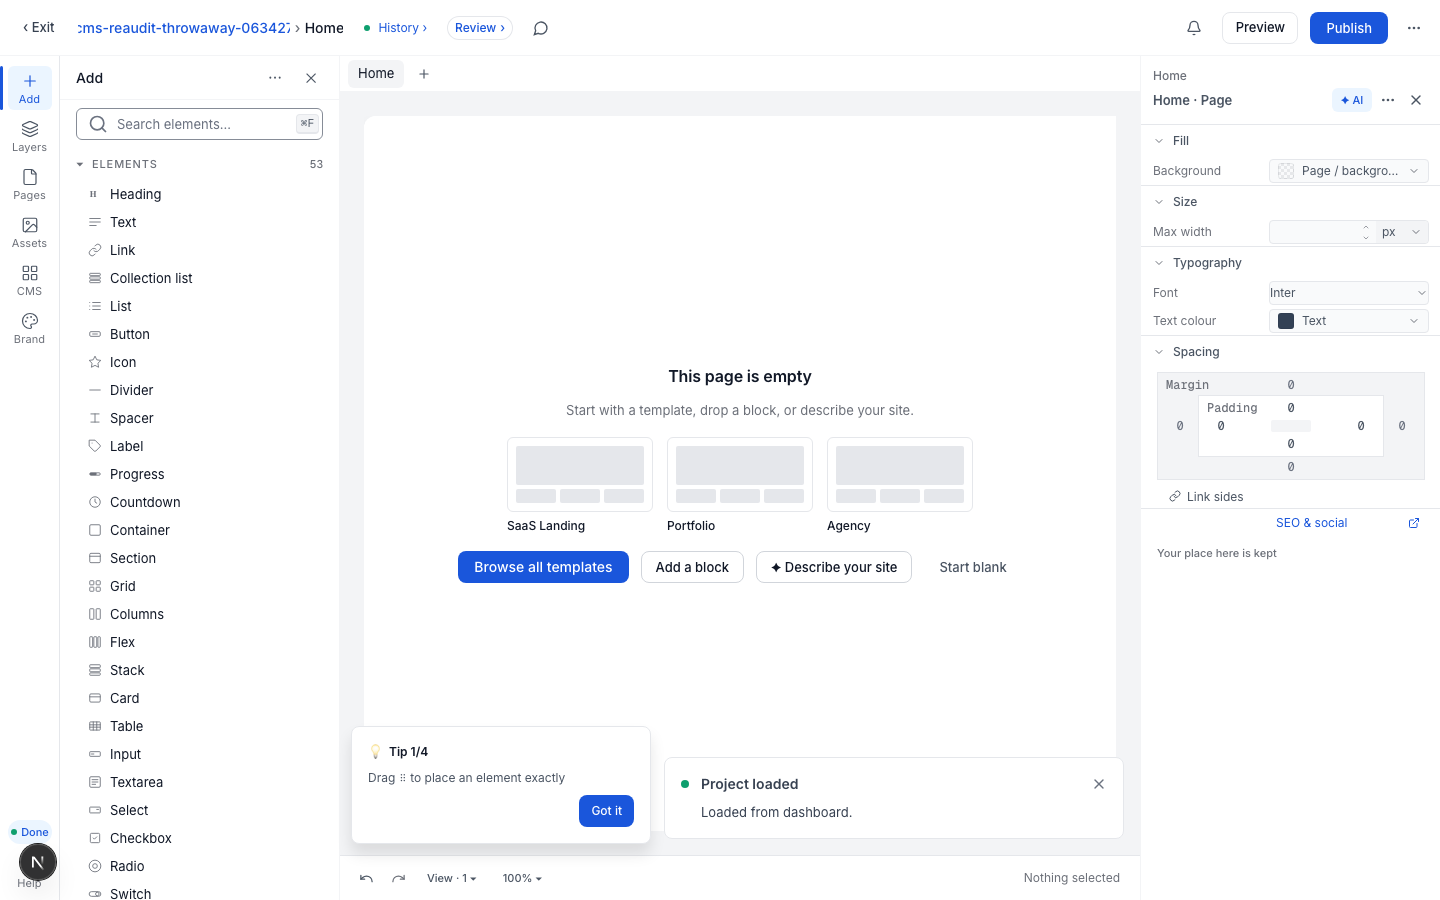 ‹ Exit
cms-reaudit-throwaway-063427 › Home
History ›
Review ›
Preview
Publish
Add
Layers
Pages
Assets
CMS
Brand
Done
N
Help
Add
Search elements...
⌘F
ELEMENTS 53
Heading
Text
Link
Collection list
List
Button
Icon
Divider
Spacer
Label
Progress
Countdown
Container
Section
Grid
Columns
Flex
Stack
Card
Table
Input
Textarea
Select
Checkbox
Radio
Switch
Home
This page is empty
Start with a template, drop a block, or describe your site.
SaaS Landing
Portfolio
Agency
Browse all templates
Add a block
Describe your site
Start blank
Tip 1/4
Drag ⠿ to place an element exactly
Got it
Project loaded
Loaded from dashboard.
View · 1
100%
Nothing selected
Home
Home · Page
AI
Fill
Background
Page / backgro...
Size
Max width
px
Typography
Font
Inter
Text colour
Text
Spacing
Margin 0
Padding 0
0 0 0 0
0
0
Link sides
SEO & social
Your place here is kept